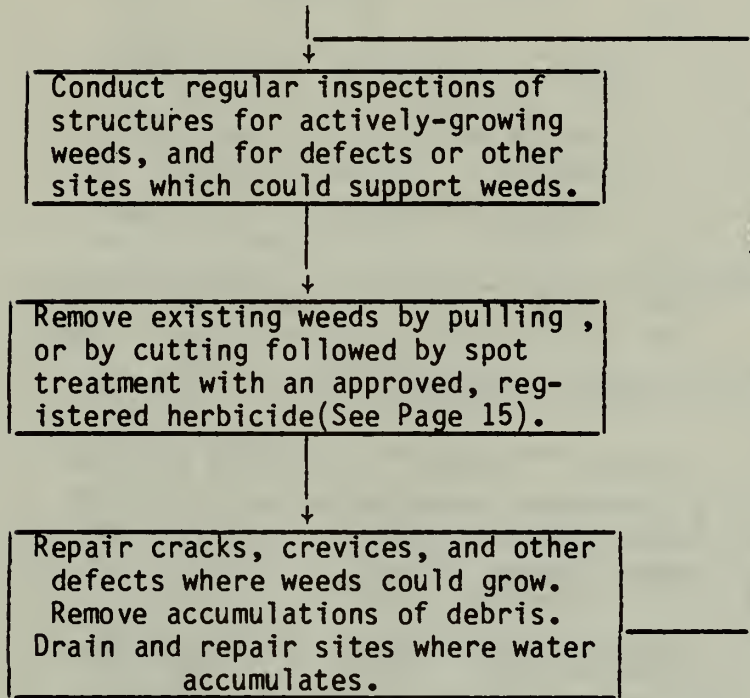 Conduct regular inspections of
structures for actively-growing
weeds, and for defects or other
sites which could support weeds.
Remove existing weeds by pulling ,
or by cutting followed by spot
treatment with an approved, reg-
istered herbicide(See Page 15).
Repair cracks, crevices, and other
defects where weeds could grow.
Remove accumulations of debris.
Drain and repair sites where water
accumulates.